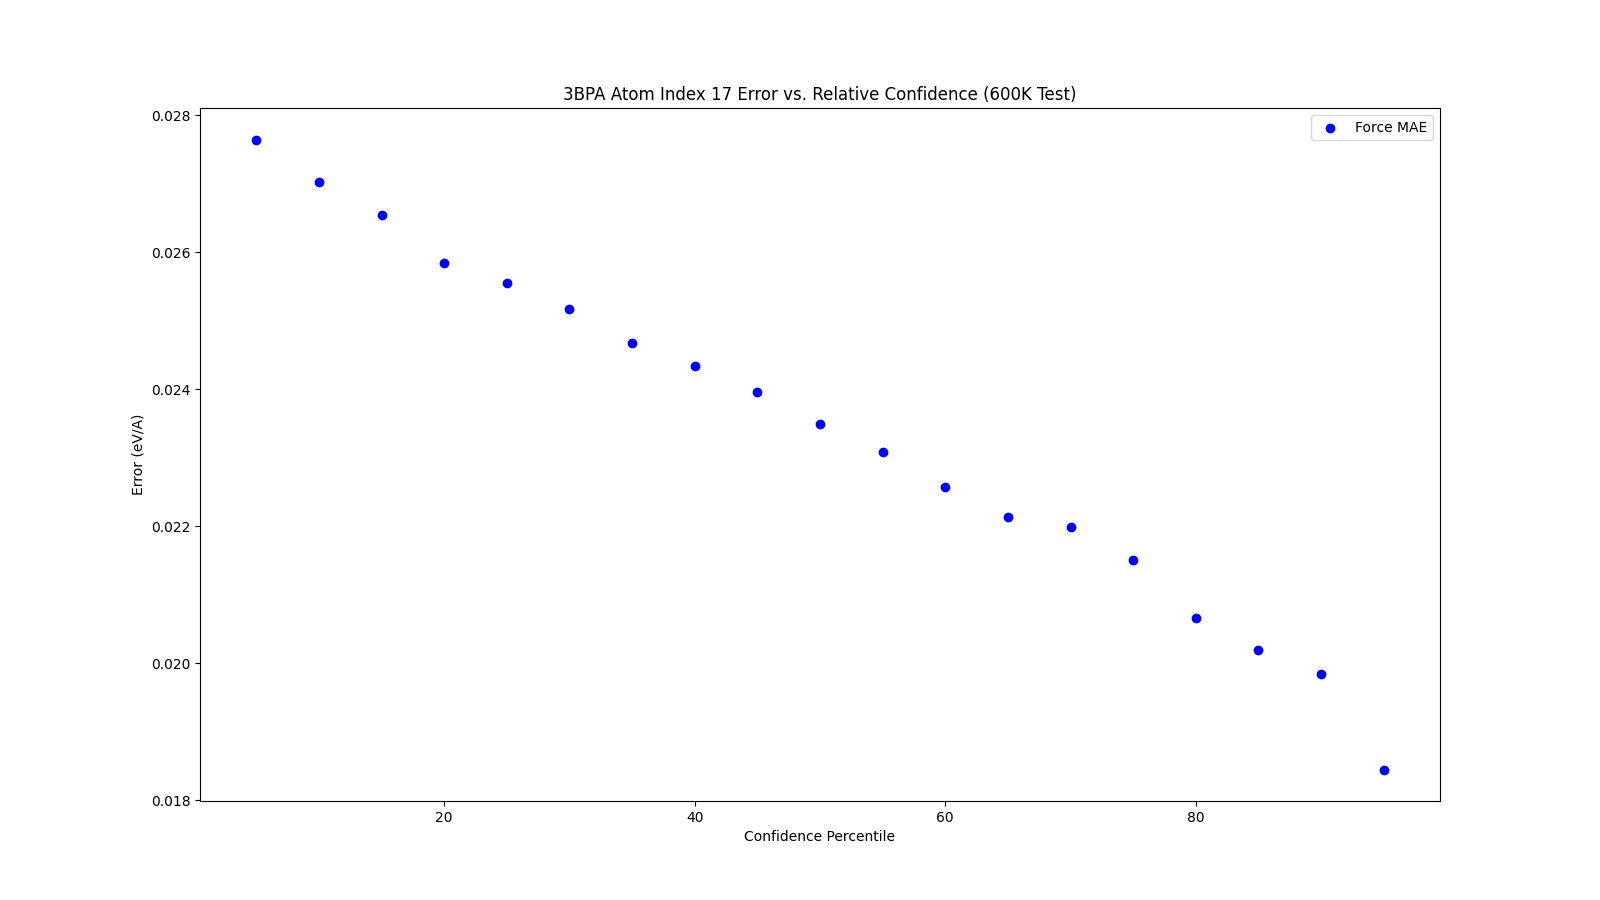 3BPA Atom Index 17 Error vs. Relative Confidence (600K Test)
Force MAE
0.028
0.026
0.024
0.022
0.020
0.018
Error (eV/A)
20 40 60 80
Confidence Percentile